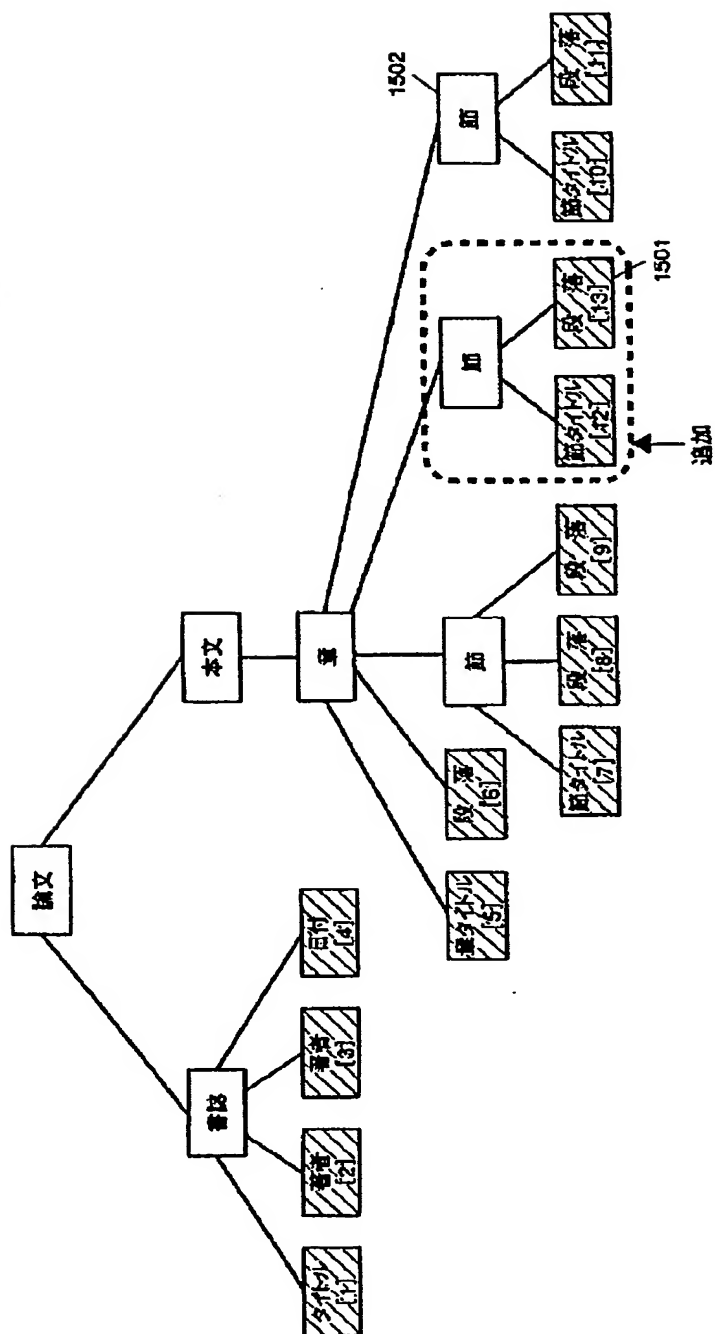 論文
書誌
本文
タイトル
[1]
著者
[2]
著者
[3]
日付
[4]
章
章タイトル
[5]
段 落
[6]
節
節タイトル
[7]
段 落
[8]
段 落
[9]
節
節タイトル
[12]
段 落
[13]
1501
追加
節
1502
節タイトル
[10]
段 落
[11]